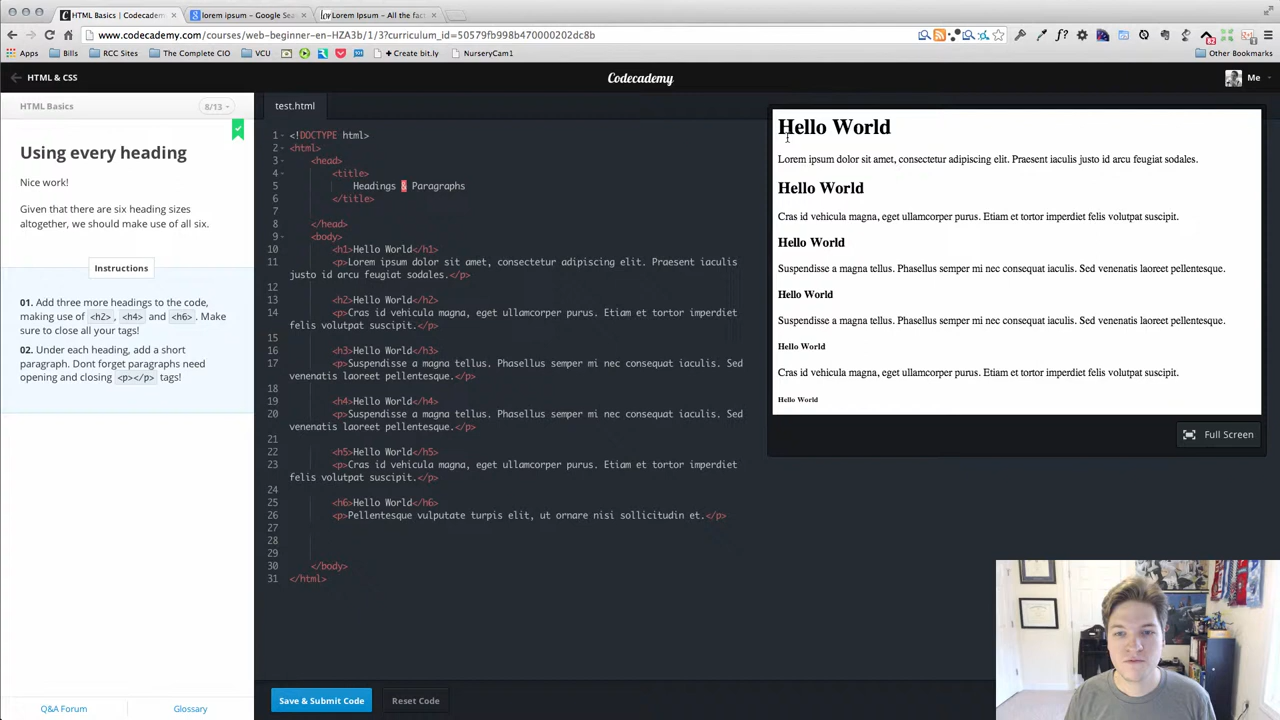 HTML Basics | Codecadem
lorem ipsum - Google Sea
Lorem Ipsum - All the fact
www.codecademy.com/courses/web-beginner-en-HZA3b/1/3?curriculum_id=50579fb998b470000202dc8b
Apps
Bills
RCC Sites
The Complete CIO
VCU
+ Create bit.ly
NurseryCam1
Other Bookmarks
HTML & CSS
Codecademy
Me
HTML Basics
8/13
Using every heading
Nice work!
Given that there are six heading sizes
altogether, we should make use of all six.
Instructions
01. Add three more headings to the code,
making use of <h2>, <h4> and <h6>. Make
sure to close all your tags!
02. Under each heading, add a short
paragraph. Dont forget paragraphs need
opening and closing <p></p> tags!
Q&A Forum
Glossary
test.html
1 <!DOCTYPE html>
2 <html>
3 <head>
4 <title>
5 Headings & Paragraphs
6 </title>
7
8 </head>
9 <body>
10 <h1>Hello World</h1>
11 <p>Lorem ipsum dolor sit amet, consectetur adipiscing elit. Praesent iaculis
justo id arcu feugiat sodales.</p>
12
13 <h2>Hello World</h2>
14 <p>Cras id vehicula magna, eget ullamcorper purus. Etiam et tortor imperdiet
felis volutpat suscipit.</p>
15
16 <h3>Hello World</h3>
17 <p>Suspendisse a magna tellus. Phasellus semper mi nec consequat iaculis. Sed
venenatis laoreet pellentesque.</p>
18
19 <h4>Hello World</h4>
20 <p>Suspendisse a magna tellus. Phasellus semper mi nec consequat iaculis. Sed
venenatis laoreet pellentesque.</p>
21
22 <h5>Hello World</h5>
23 <p>Cras id vehicula magna, eget ullamcorper purus. Etiam et tortor imperdiet
felis volutpat suscipit.</p>
24
25 <h6>Hello World</h6>
26 <p>Pellentesque vulputate turpis elit, ut ornare nisi sollicitudin et.</p>
27
28
29
30 </body>
31 </html>
Save & Submit Code
Reset Code
Hello World
Lorem ipsum dolor sit amet, consectetur adipiscing elit. Praesent iaculis justo id arcu feugiat sodales.
Hello World
Cras id vehicula magna, eget ullamcorper purus. Etiam et tortor imperdiet felis volutpat suscipit.
Hello World
Suspendisse a magna tellus. Phasellus semper mi nec consequat iaculis. Sed venenatis laoreet pellentesque.
Hello World
Suspendisse a magna tellus. Phasellus semper mi nec consequat iaculis. Sed venenatis laoreet pellentesque.
Hello World
Cras id vehicula magna, eget ullamcorper purus. Etiam et tortor imperdiet felis volutpat suscipit.
Hello World
Full Screen